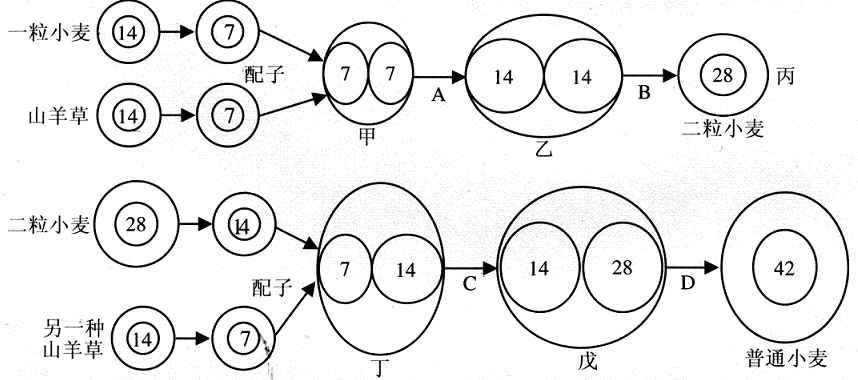 一粒小麦 14 7
配子 7 7 A 14 14 B 28 丙
山羊草 14 7 甲 乙 二粒小麦
二粒小麦 28 14
配子 7 14 C 14 28 D 42
另一种
山羊草 14 7 丁 戊 普通小麦